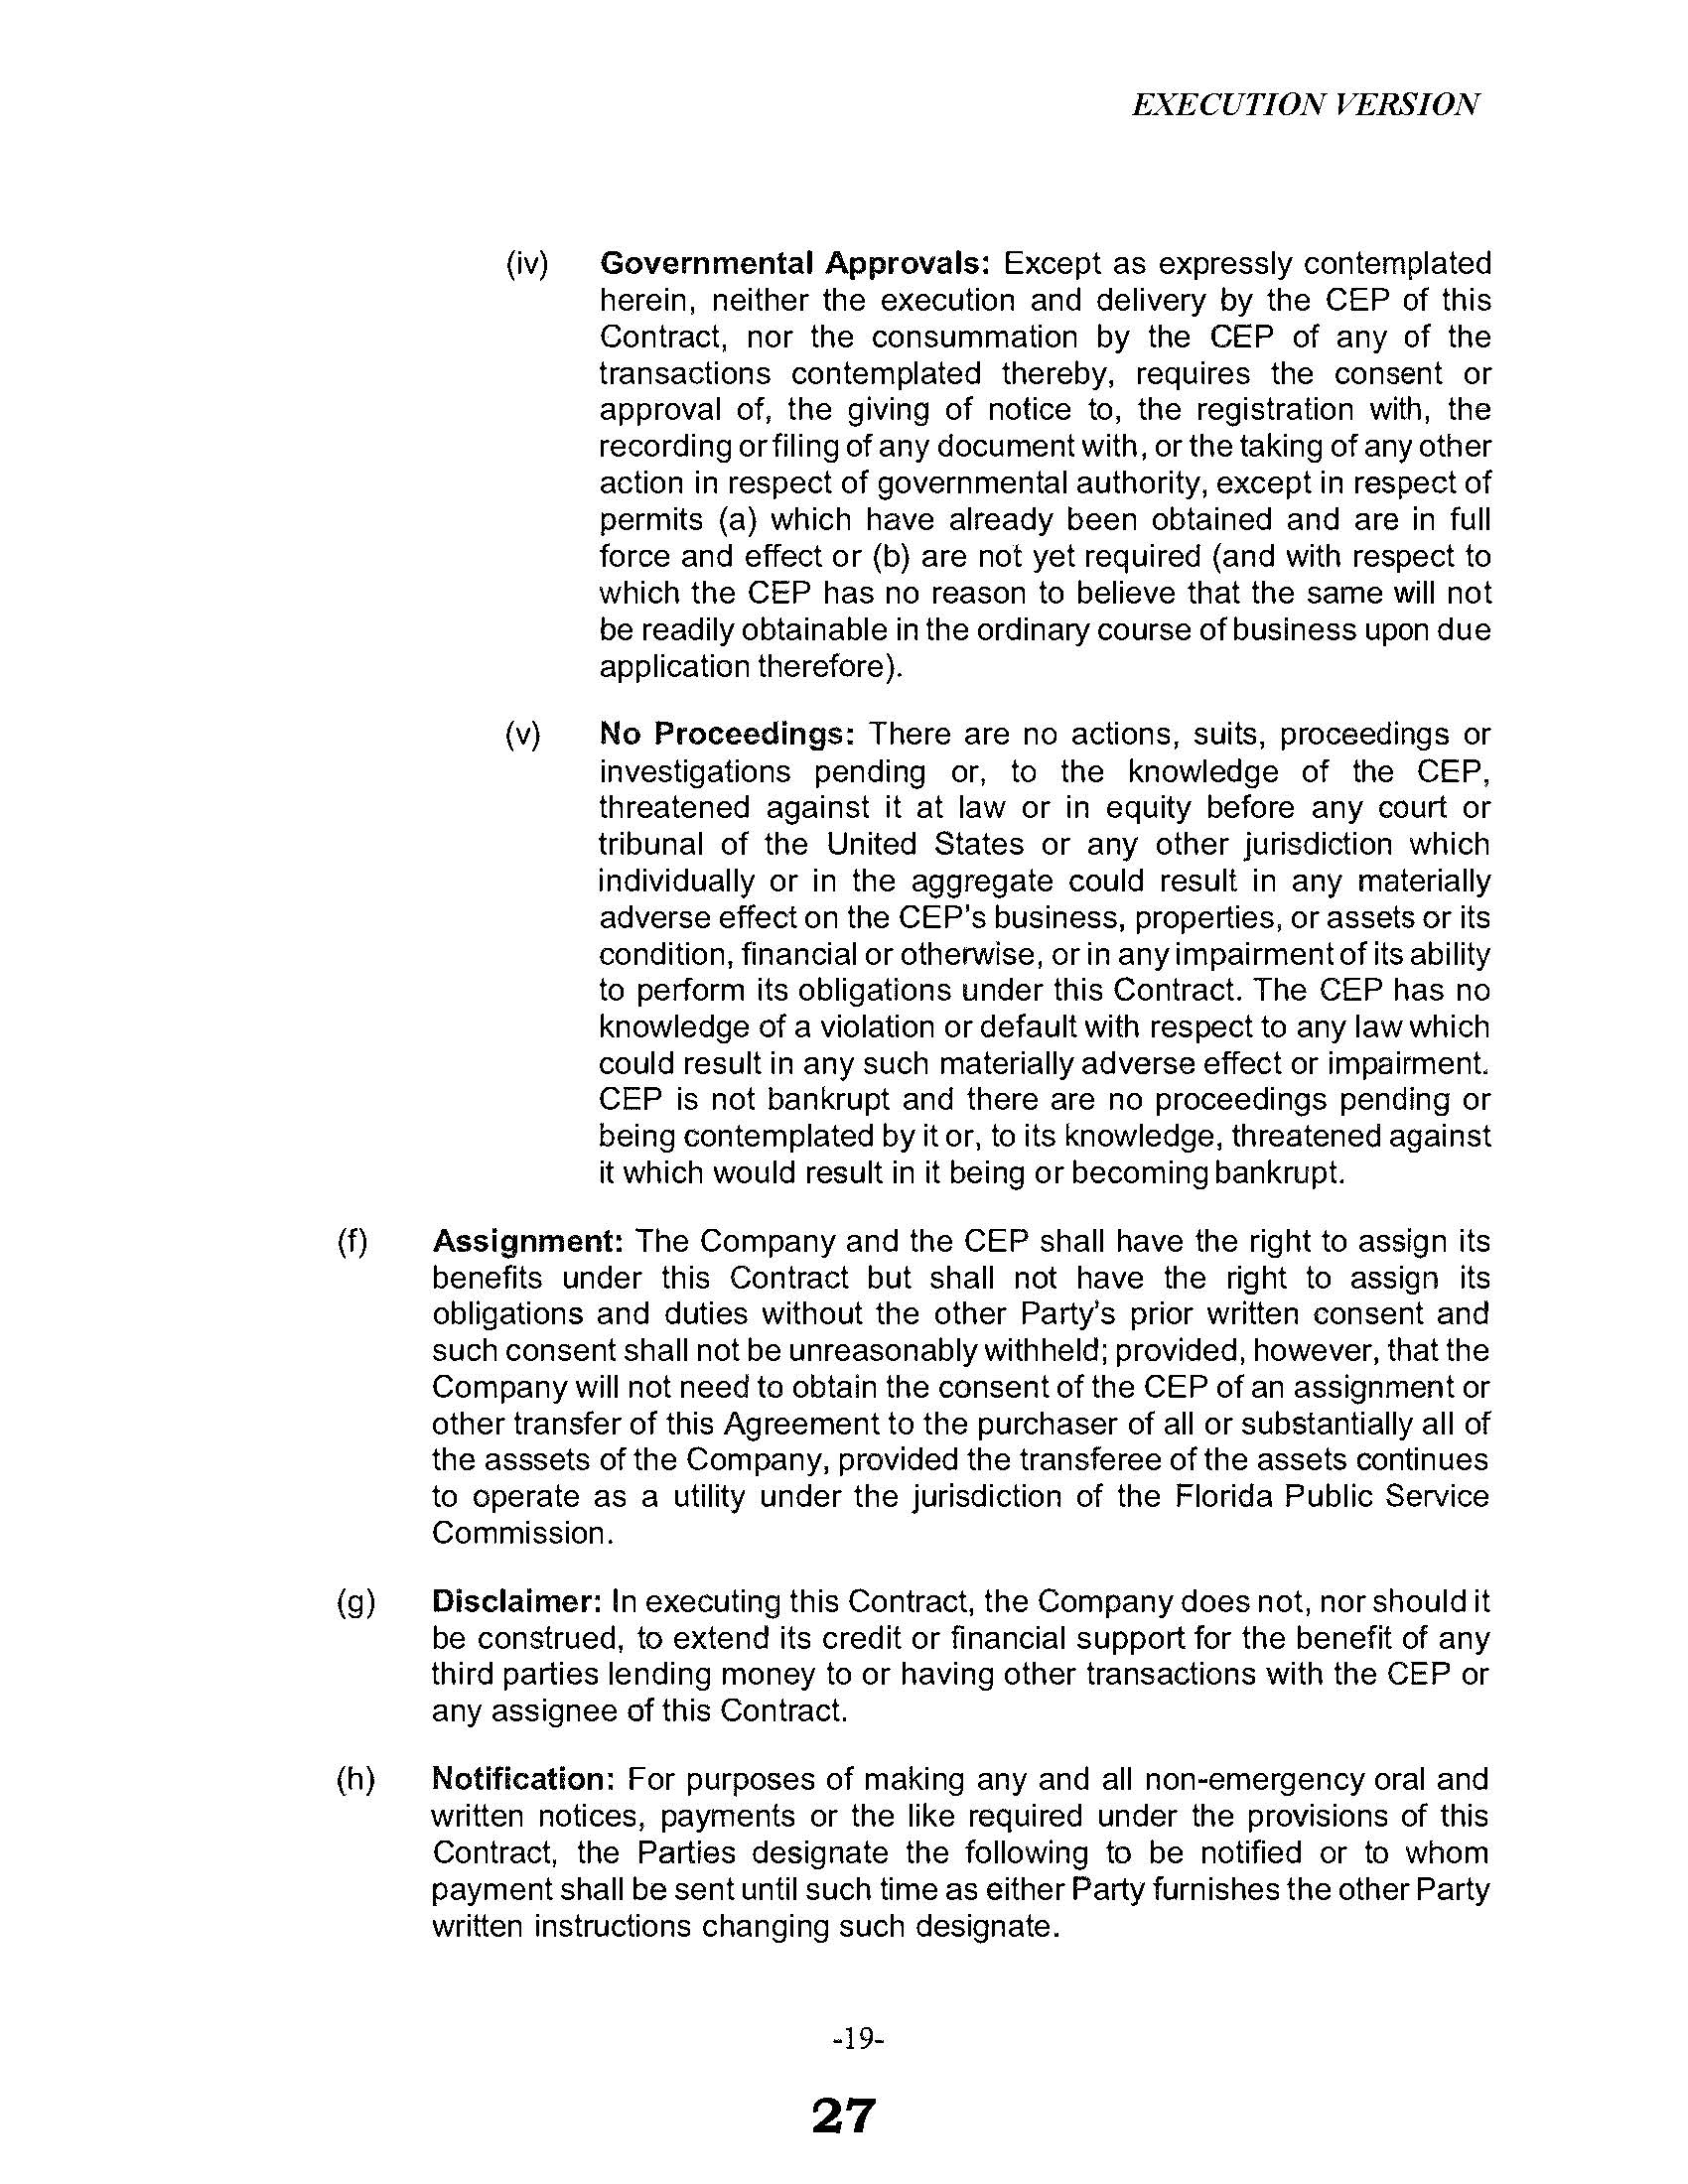 EXECUTION VERSION
(iv) Governmental Approvals: Except as expressly contemplated
herein, neither the execution and delivery by the CEP of this
Contract, nor the consummation by the CEP of any of the
transactions contemplated thereby, requires the consent or
approval of, the giving of notice to, the registration with, the
recording or filing of any document with, or the taking of any other
action in respect of governmental authority, except in respect of
permits (a) which have already been obtained and are in full
force and effect or (b) are not yet required (and with respect to
which the CEP has no reason to believe that the same will not
be readily obtainable in the ordinary course of business upon due
application therefore).
(v) No Proceedings: There are no actions, suits, proceedings or
investigations pending or, to the knowledge of the CEP,
threatened against it at law or in equity before any court or
tribunal of the United States or any other jurisdiction which
individually or in the aggregate could result in any materially
adverse effect on the CEP's business, properties, or assets or its
condition, financial or otherwise, or in any impairment of its ability
to perform its obligations under this Contract. The CEP has no
knowledge of a violation or default with respect to any law which
could result in any such materially adverse effect or impairment.
CEP is not bankrupt and there are no proceedings pending or
being contemplated by it or, to its knowledge, threatened against
it which would result in it being or becoming bankrupt.
(f) Assignment: The Company and the CEP shall have the right to assign its
benefits under this Contract but shall not have the right to assign its
obligations and duties without the other Party's prior written consent and
such consent shall not be unreasonably withheld; provided, however, that the
Company will not need to obtain the consent of the CEP of an assignment or
other transfer of this Agreement to the purchaser of all or substantially all of
the asssets of the Company, provided the transferee of the assets continues
to operate as a utility under the jurisdiction of the Florida Public Service
Commission.
(g) Disclaimer: In executing this Contract, the Company does not, nor should it
be construed, to extend its credit or financial support for the benefit of any
third parties lending money to or having other transactions with the CEP or
any assignee of this Contract.
(h) Notification: For purposes of making any and all non-emergency oral and
written notices, payments or the like required under the provisions of this
Contract, the Parties designate the following to be notified or to whom
payment shall be sent until such time as either Party furnishes the other Party
written instructions changing such designate.
-19-
27